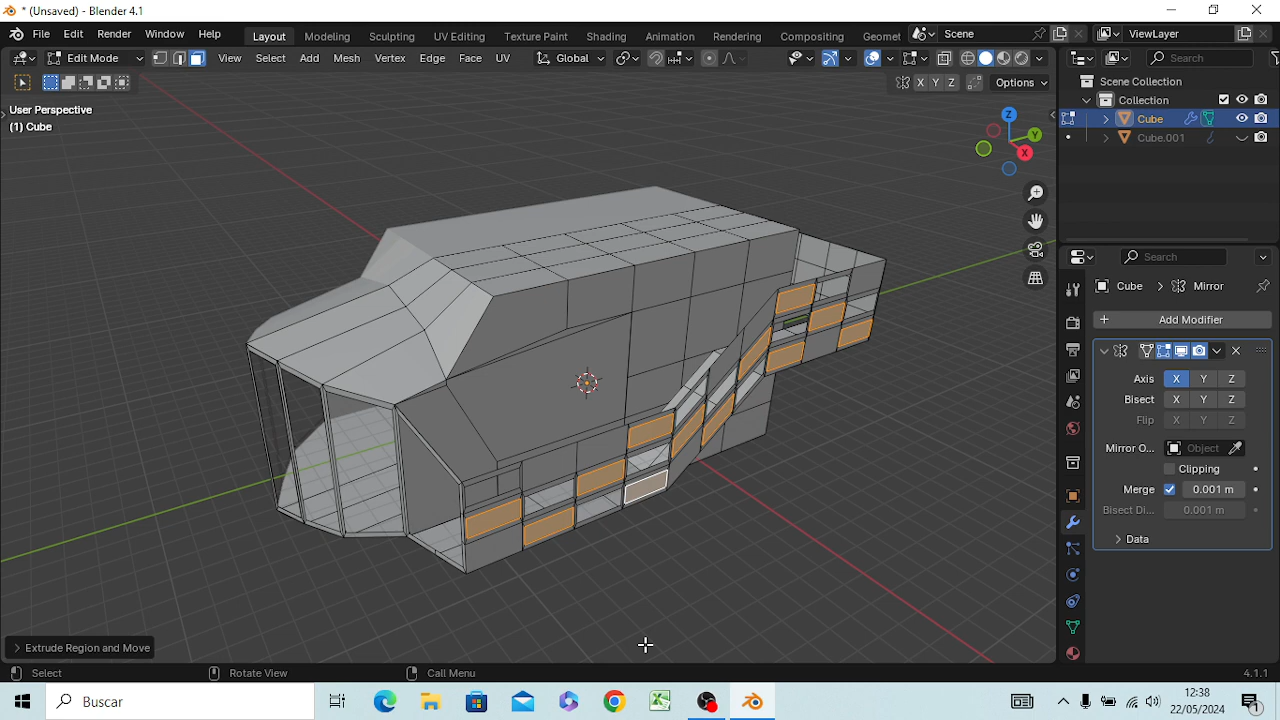 * (Unsaved) - Blender 4.1
File Edit Render Window Help
Layout Modeling Sculpting UV Editing Texture Paint Shading Animation Rendering Compositing Geomet
Scene
ViewLayer
Edit Mode
View Select Add Mesh Vertex Edge Face UV
Global
Search
X Y Z
Options
User Perspective
(1) Cube
Z
Y
X
Scene Collection
Collection
Cube
Cube.001
Search
Cube > Mirror
+ Add Modifier
Axis X Y Z
Bisect X Y Z
Flip X Y Z
Mirror O... Object
Clipping
Merge 0.001 m
Bisect Di... 0.001 m
Data
Extrude Region and Move
Select
Rotate View
Call Menu
4.1.1
Buscar
12:38
22/05/2024
1